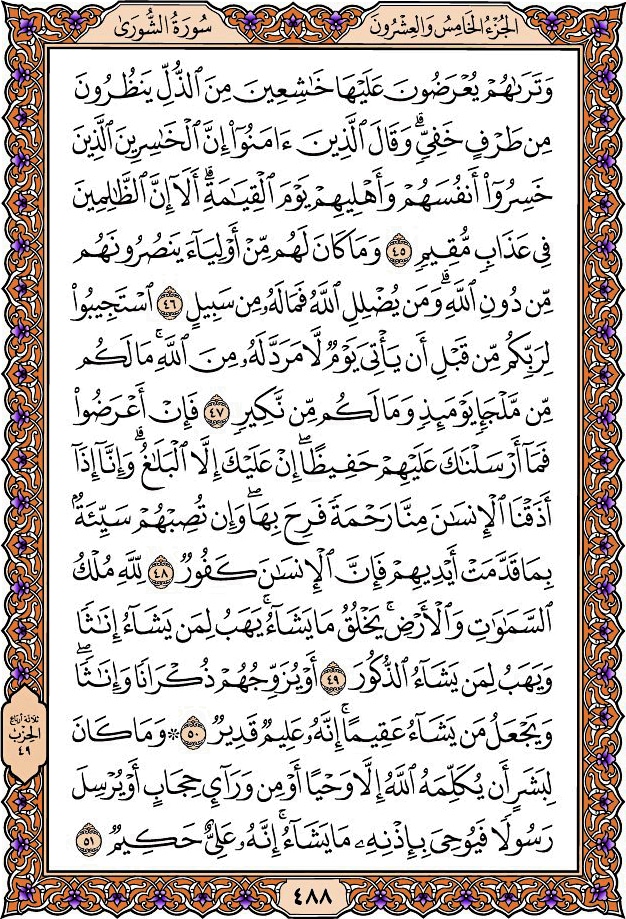 الجُزْءُ الخَامِسُ وَالعِشْرُونَ
سُورَةُ الشُّورَىٰ
وَتَرَىٰهُمْ يُعْرَضُونَ عَلَيْهَا خَٰشِعِينَ مِنَ ٱلذُّلِّ يَنظُرُونَ
مِن طَرْفٍ خَفِيٍّۗ وَقَالَ ٱلَّذِينَ ءَامَنُوٓاْ إِنَّ ٱلْخَٰسِرِينَ ٱلَّذِينَ
خَسِرُوٓاْ أَنفُسَهُمْ وَأَهْلِيهِمْ يَوْمَ ٱلْقِيَٰمَةِۗ أَلَآ إِنَّ ٱلظَّٰلِمِينَ
فِي عَذَابٍ مُّقِيمٍ ٤٥ وَمَا كَانَ لَهُم مِّنْ أَوْلِيَآءَ يَنصُرُونَهُم
مِّن دُونِ ٱللَّهِۗ وَمَن يُضْلِلِ ٱللَّهُ فَمَا لَهُۥ مِن سَبِيلٍ ٤٦ ٱسْتَجِيبُواْ
لِرَبِّكُم مِّن قَبْلِ أَن يَأْتِيَ يَوْمٌ لَّا مَرَدَّ لَهُۥ مِنَ ٱللَّهِۚ مَا لَكُم
مِّن مَّلْجَإٍ يَوْمَئِذٍ وَمَا لَكُم مِّن نَّكِيرٍ ٤٧ فَإِنْ أَعْرَضُواْ
فَمَآ أَرْسَلْنَٰكَ عَلَيْهِمْ حَفِيظًاۖ إِنْ عَلَيْكَ إِلَّا ٱلْبَلَٰغُۗ وَإِنَّآ إِذَآ
أَذَقْنَا ٱلْإِنسَٰنَ مِنَّا رَحْمَةً فَرِحَ بِهَاۖ وَإِن تُصِبْهُمْ سَيِّئَةُۢ
بِمَا قَدَّمَتْ أَيْدِيهِمْ فَإِنَّ ٱلْإِنسَٰنَ كَفُورٌ ٤٨ لِّلَّهِ مُلْكُ
ٱلسَّمَٰوَٰتِ وَٱلْأَرْضِۚ يَخْلُقُ مَا يَشَآءُۚ يَهَبُ لِمَن يَشَآءُ إِنَٰثًا
وَيَهَبُ لِمَن يَشَآءُ ٱلذُّكُورَ ٤٩ أَوْ يُزَوِّجُهُمْ ذُكْرَانًا وَإِنَٰثًاۖ
وَيَجْعَلُ مَن يَشَآءُ عَقِيمًاۚ إِنَّهُۥ عَلِيمٌ قَدِيرٌ ٥٠ ۞ وَمَا كَانَ
لِبَشَرٍ أَن يُكَلِّمَهُ ٱللَّهُ إِلَّا وَحْيًا أَوْ مِن وَرَآيِٕ حِجَابٍ أَوْ يُرْسِلَ
رَسُولًا فَيُوحِيَ بِإِذْنِهِۦ مَا يَشَآءُۚ إِنَّهُۥ عَلِيٌّ حَكِيمٌ ٥١
ثلاثة أرباع
الحزب
٤٩
٤٨٨